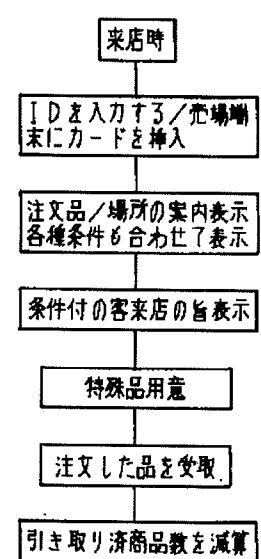 来店時
IDを入力する/売場端
末にカードを挿入
注文品/場所の案内表示
各種条件も合わせて表示
条件付の客来店の旨表示
特殊品用意
注文した品を受取
引き取り済商品数を減算